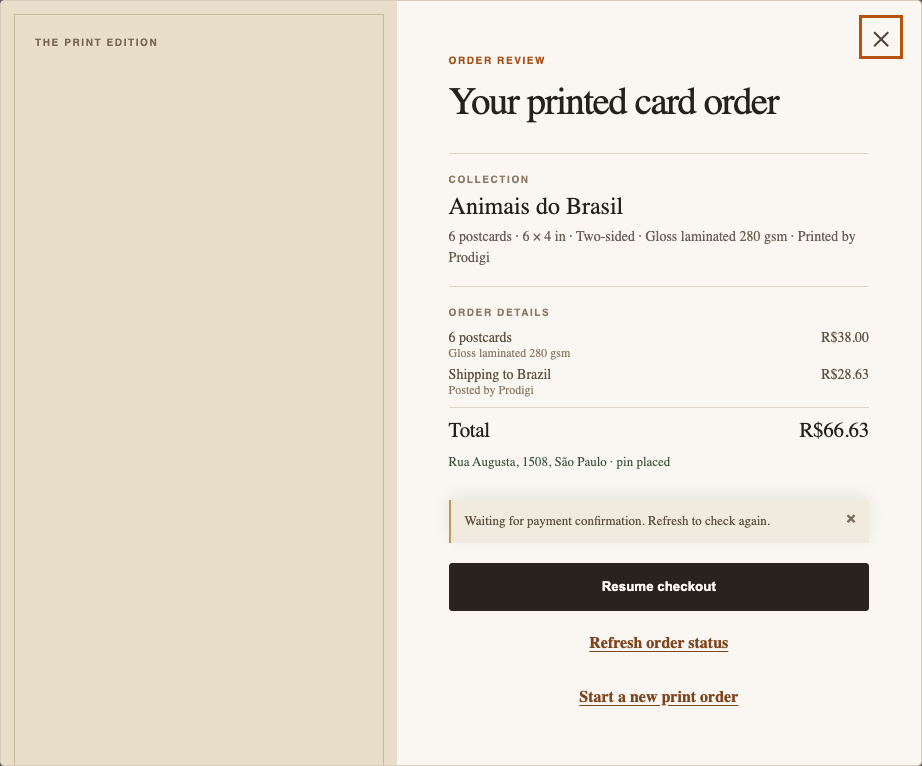 THE PRINT EDITION
ORDER REVIEW
Your printed card order
COLLECTION
Animais do Brasil
6 postcards · 6 × 4 in · Two-sided · Gloss laminated 280 gsm · Printed by
Prodigi
ORDER DETAILS
6 postcards R$38.00
Gloss laminated 280 gsm
Shipping to Brazil R$28.63
Posted by Prodigi
Total R$66.63
Rua Augusta, 1508, São Paulo · pin placed
Waiting for payment confirmation. Refresh to check again.
Resume checkout
Refresh order status
Start a new print order